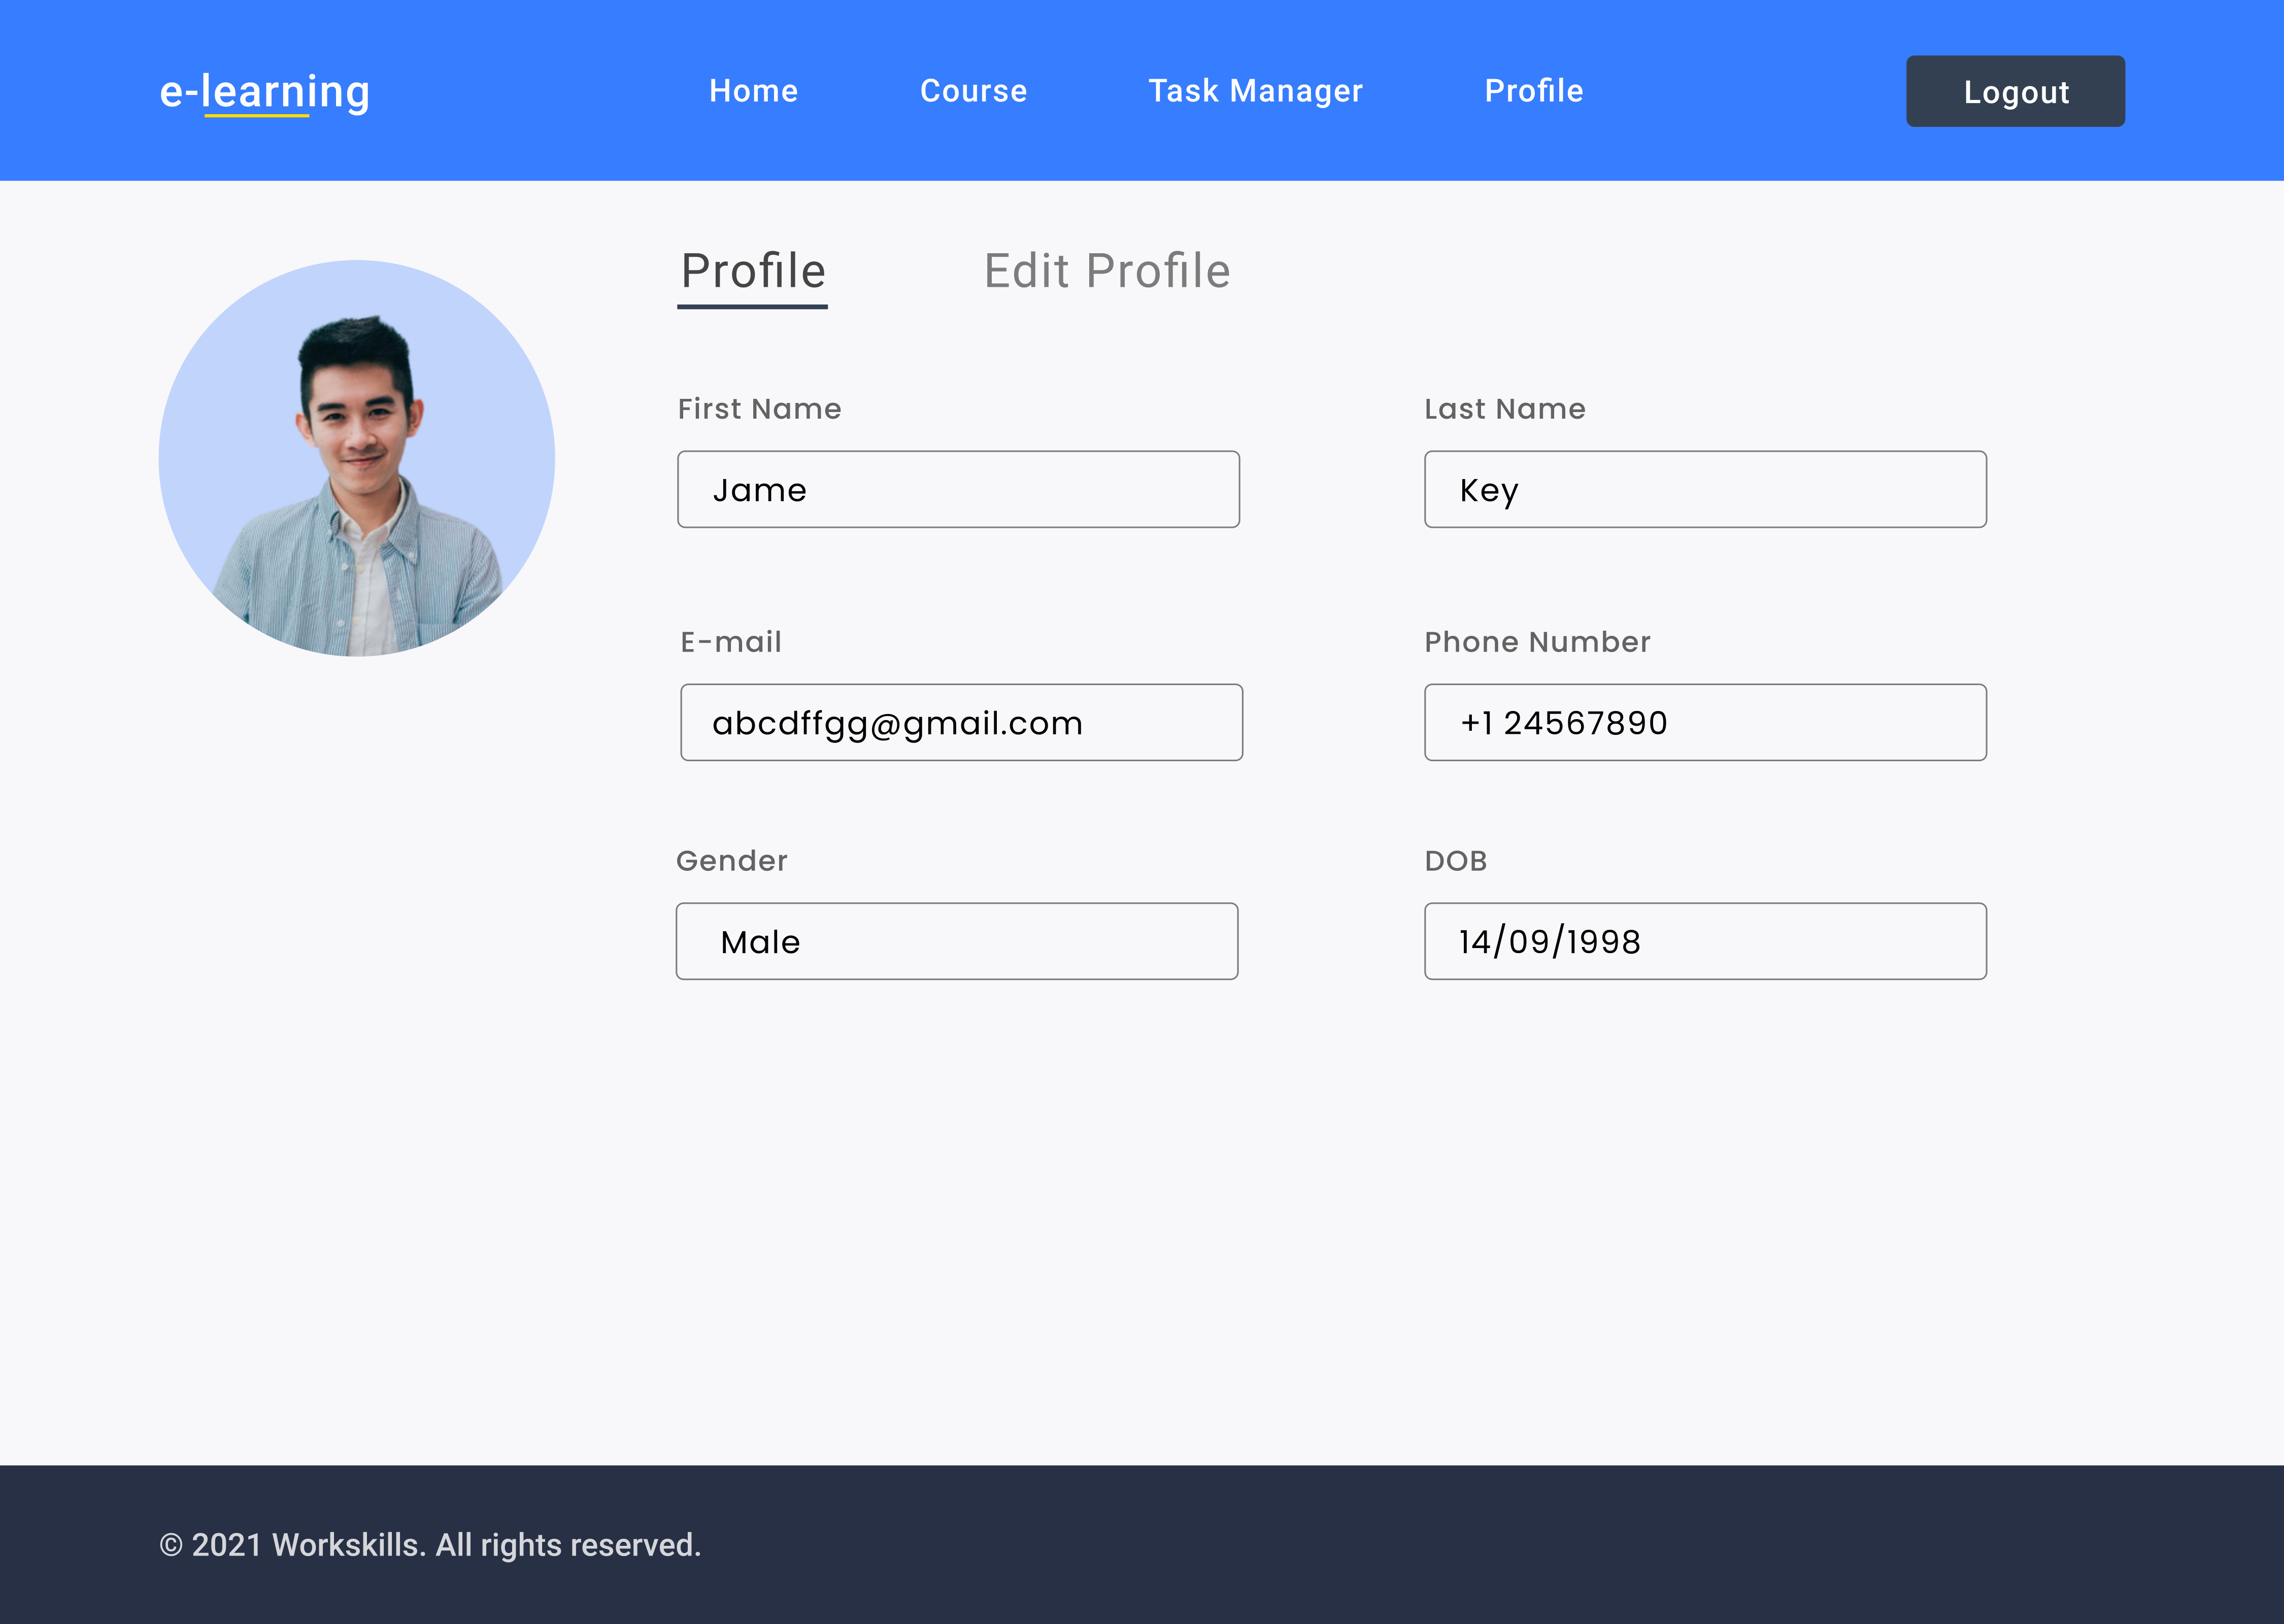 e-learning Home Course Task Manager Profile Logout
Profile Edit Profile
First Name Last Name
Jame Key
E-mail Phone Number
abcdffgg@gmail.com +1 24567890
Gender DOB
Male 14/09/1998
© 2021 Workskills. All rights reserved.